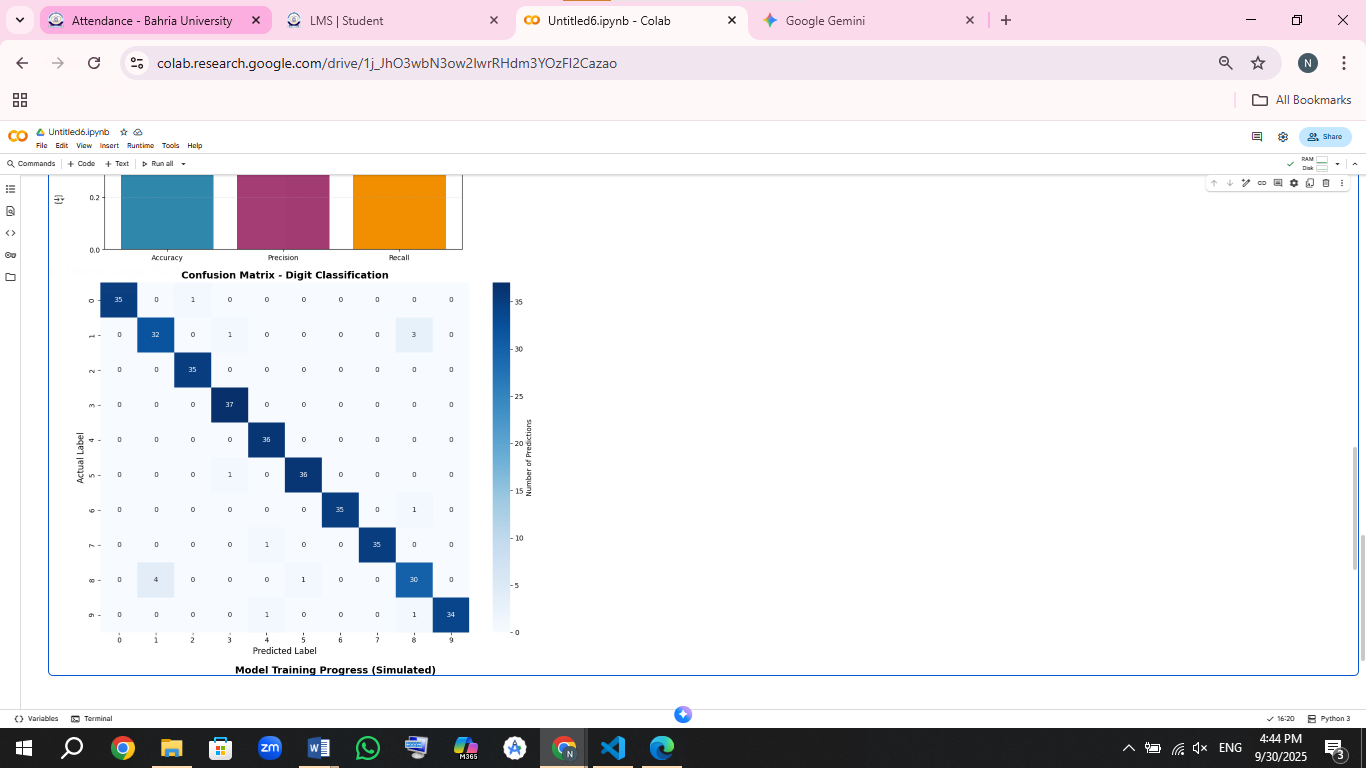 Attendance - Bahria University
LMS | Student
Untitled6.ipynb - Colab
Google Gemini
colab.research.google.com/drive/1j_JhO3wbN3ow2IwrRHdm3YOzFI2Cazao
N
All Bookmarks
Untitled6.ipynb
File Edit View Insert Runtime Tools Help
Share
Commands + Code + Text Run all
RAM
Disk
0.2
0.0
Accuracy Precision Recall
Confusion Matrix - Digit Classification
0 35 0 1 0 0 0 0 0 0 0
1 0 32 0 1 0 0 0 0 3 0
2 0 0 35 0 0 0 0 0 0 0
3 0 0 0 37 0 0 0 0 0 0
4 0 0 0 0 36 0 0 0 0 0
5 0 0 0 1 0 36 0 0 0 0
6 0 0 0 0 0 0 35 0 1 0
7 0 0 0 0 1 0 0 35 0 0
8 0 4 0 0 0 1 0 0 30 0
9 0 0 0 0 1 0 0 0 1 34
0 1 2 3 4 5 6 7 8 9
Actual Label
Predicted Label
35
30
25
20
15
10
5
0
Number of Predictions
Model Training Progress (Simulated)
Variables Terminal
16-20 Python 3
zm
W
M365
N
ENG
4:44 PM
9/30/2025
3